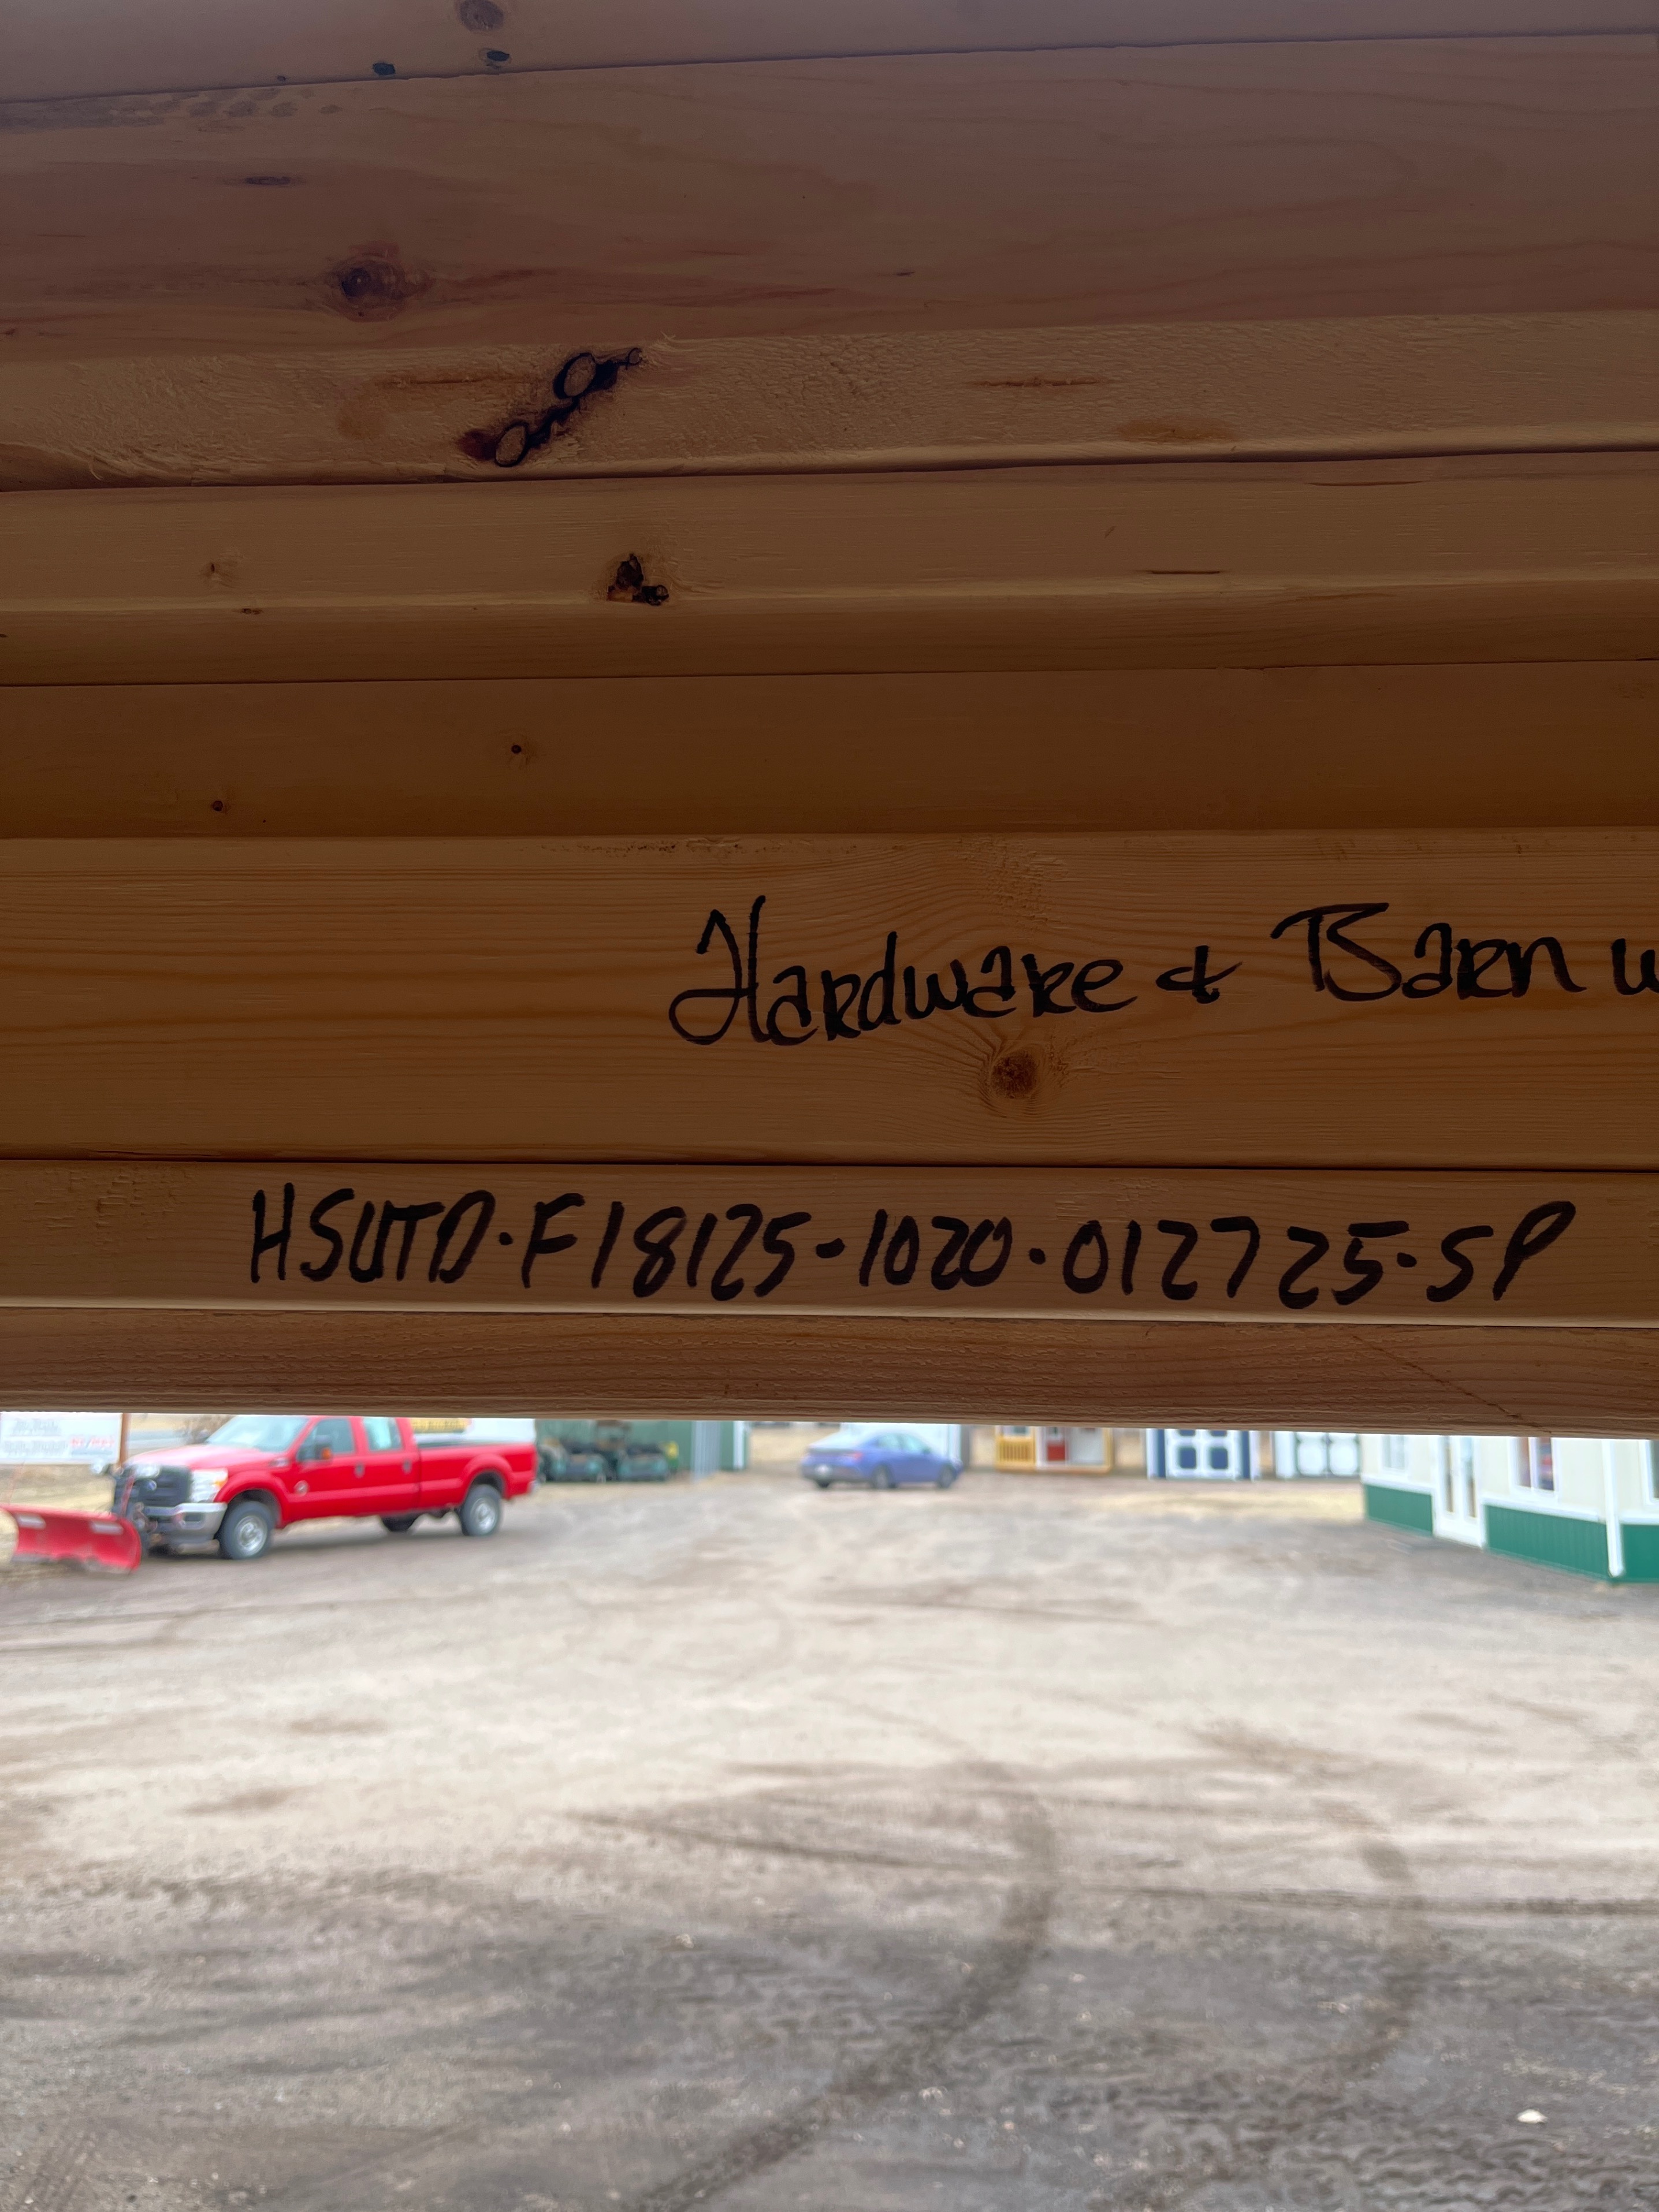 Hardware & Barn w
HSUTD-F18125-1020-012725-SP